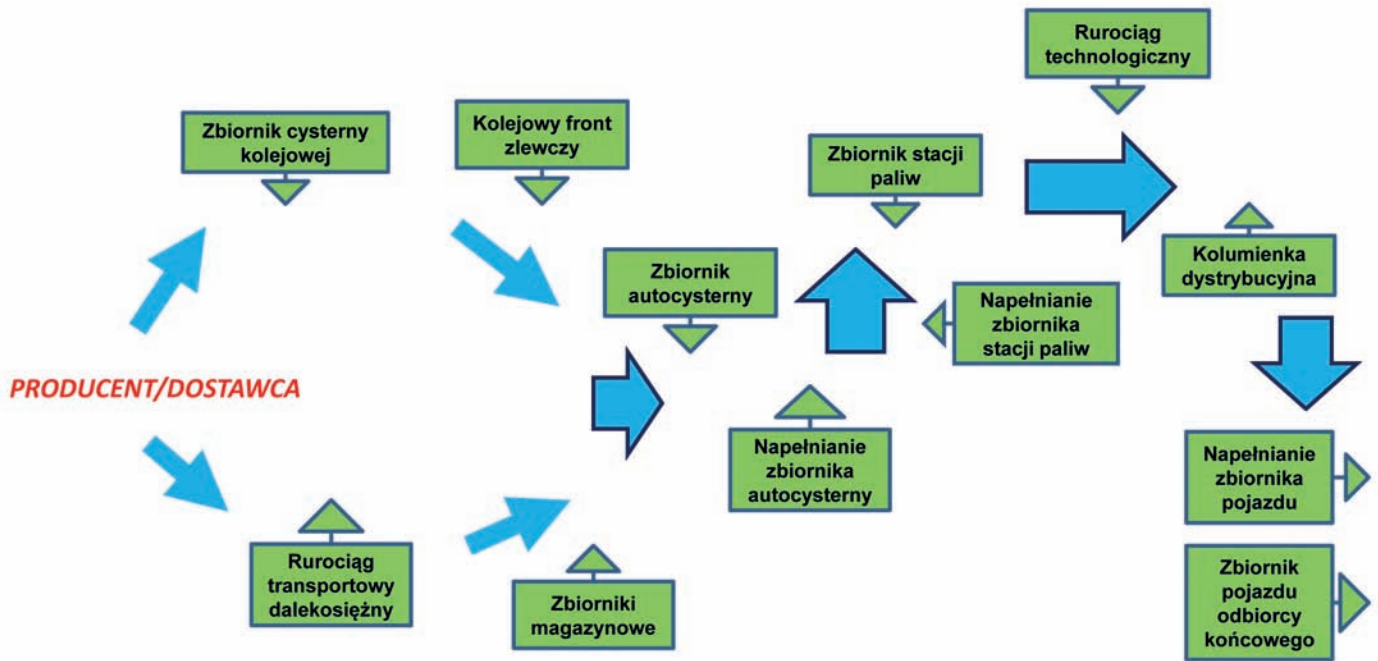 Rurociąg
technologiczny
Zbiornik cysterny
kolejowej
Kolejowy front
zlewczy
Zbiornik stacji
paliw
Zbiornik
autocysterny
Kolumienka
dystrybucyjna
Napełnianie
zbiornika
stacji paliw
PRODUCENT/DOSTAWCA
Napełnianie
zbiornika
autocysterny
Napełnianie
zbiornika
pojazdu
Rurociąg
transportowy
dalekosiężny
Zbiorniki
magazynowe
Zbiornik
pojazdu
odbiorcy
końcowego